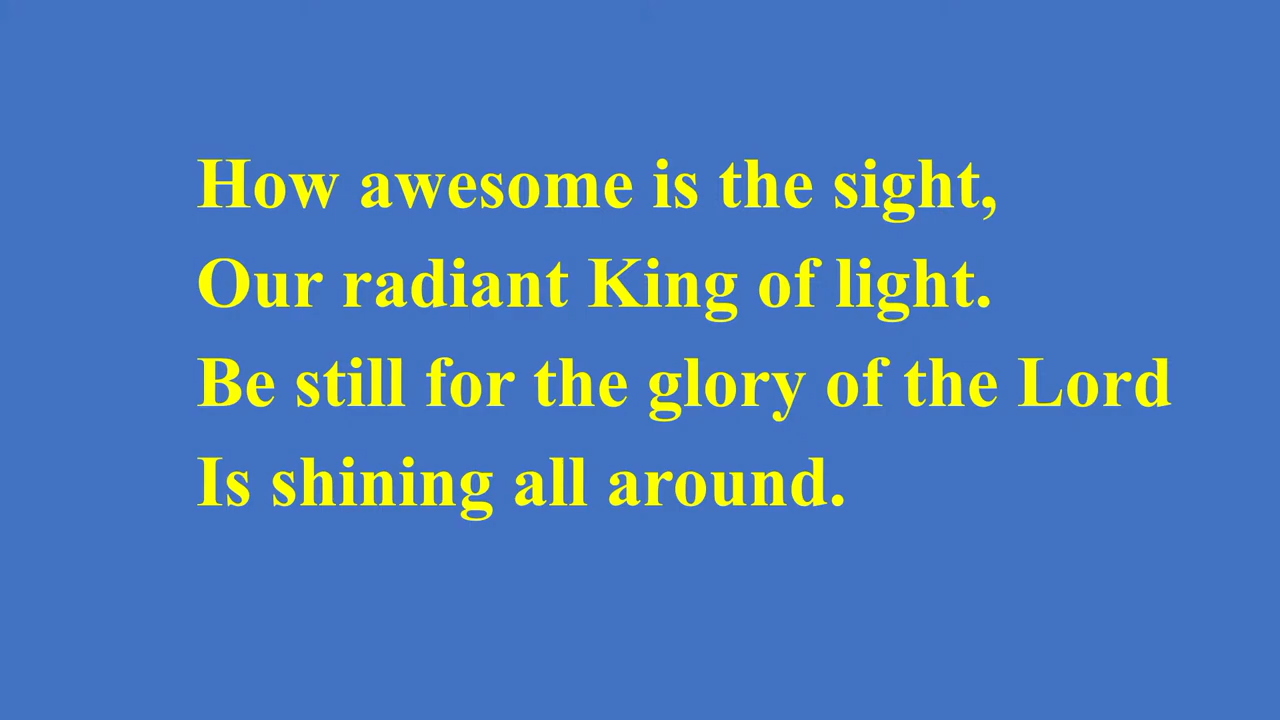 How awesome is the sight,
Our radiant King of light.
Be still for the glory of the Lord
Is shining all around.